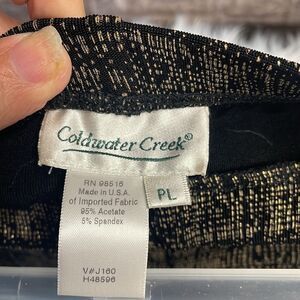 Coldwater Creek®
PL
RN 98516
Made in U.S.A.
of Imported Fabric
95% Acetate
5% Spandex
V#J160
H48596